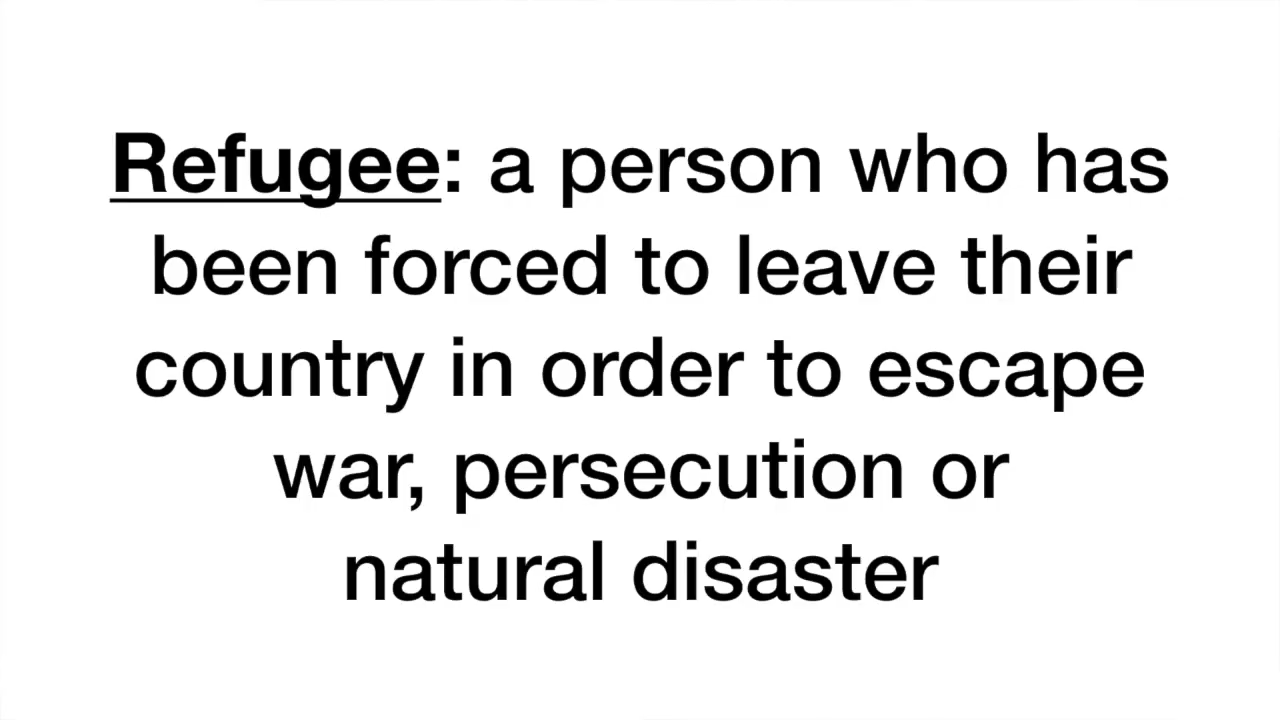 Refugee: a person who has
been forced to leave their
country in order to escape
war, persecution or
natural disaster